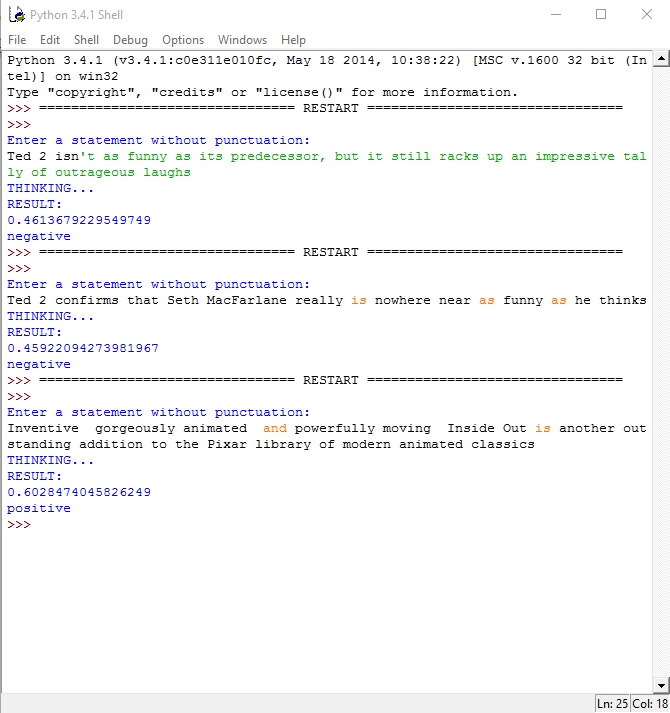 Python 3.4.1 Shell
File Edit Shell Debug Options Windows Help
Python 3.4.1 (v3.4.1:c0e311e010fc, May 18 2014, 10:38:22) [MSC v.1600 32 bit (In
tel)] on win32
Type "copyright", "credits" or "license()" for more information.
>>> ================================ RESTART ================================
>>>
Enter a statement without punctuation:
Ted 2 isn't as funny as its predecessor, but it still racks up an impressive tal
ly of outrageous laughs
THINKING...
RESULT:
0.4613679229549749
negative
>>> ================================ RESTART ================================
>>>
Enter a statement without punctuation:
Ted 2 confirms that Seth MacFarlane really is nowhere near as funny as he thinks
THINKING...
RESULT:
0.45922094273981967
negative
>>> ================================ RESTART ================================
>>>
Enter a statement without punctuation:
Inventive  gorgeously animated  and powerfully moving  Inside Out is another out
standing addition to the Pixar library of modern animated classics
THINKING...
RESULT:
0.6028474045826249
positive
>>>
Ln: 25 Col: 18